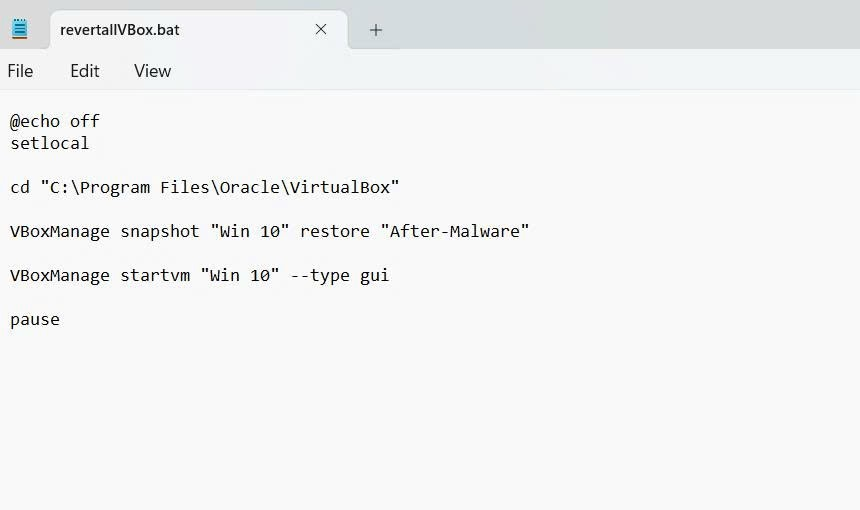 revertallVBox.bat
File Edit View
@echo off
setlocal
cd "C:\Program Files\Oracle\VirtualBox"
VBoxManage snapshot "Win 10" restore "After-Malware"
VBoxManage startvm "Win 10" --type gui
pause